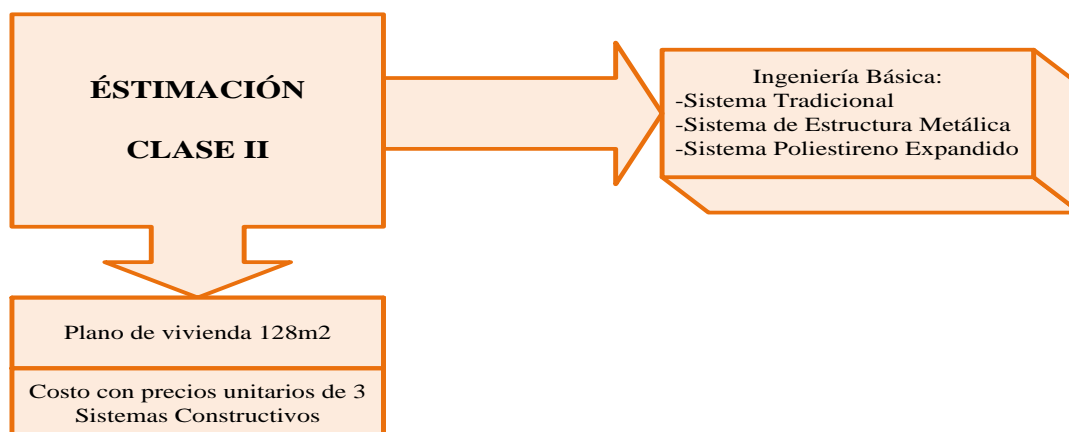 ÉSTIMACIÓN
CLASE II
Ingeniería Básica:
-Sistema Tradicional
-Sistema de Estructura Metálica
-Sistema Poliestireno Expandido
Plano de vivienda 128m2
Costo con precios unitarios de 3
Sistemas Constructivos